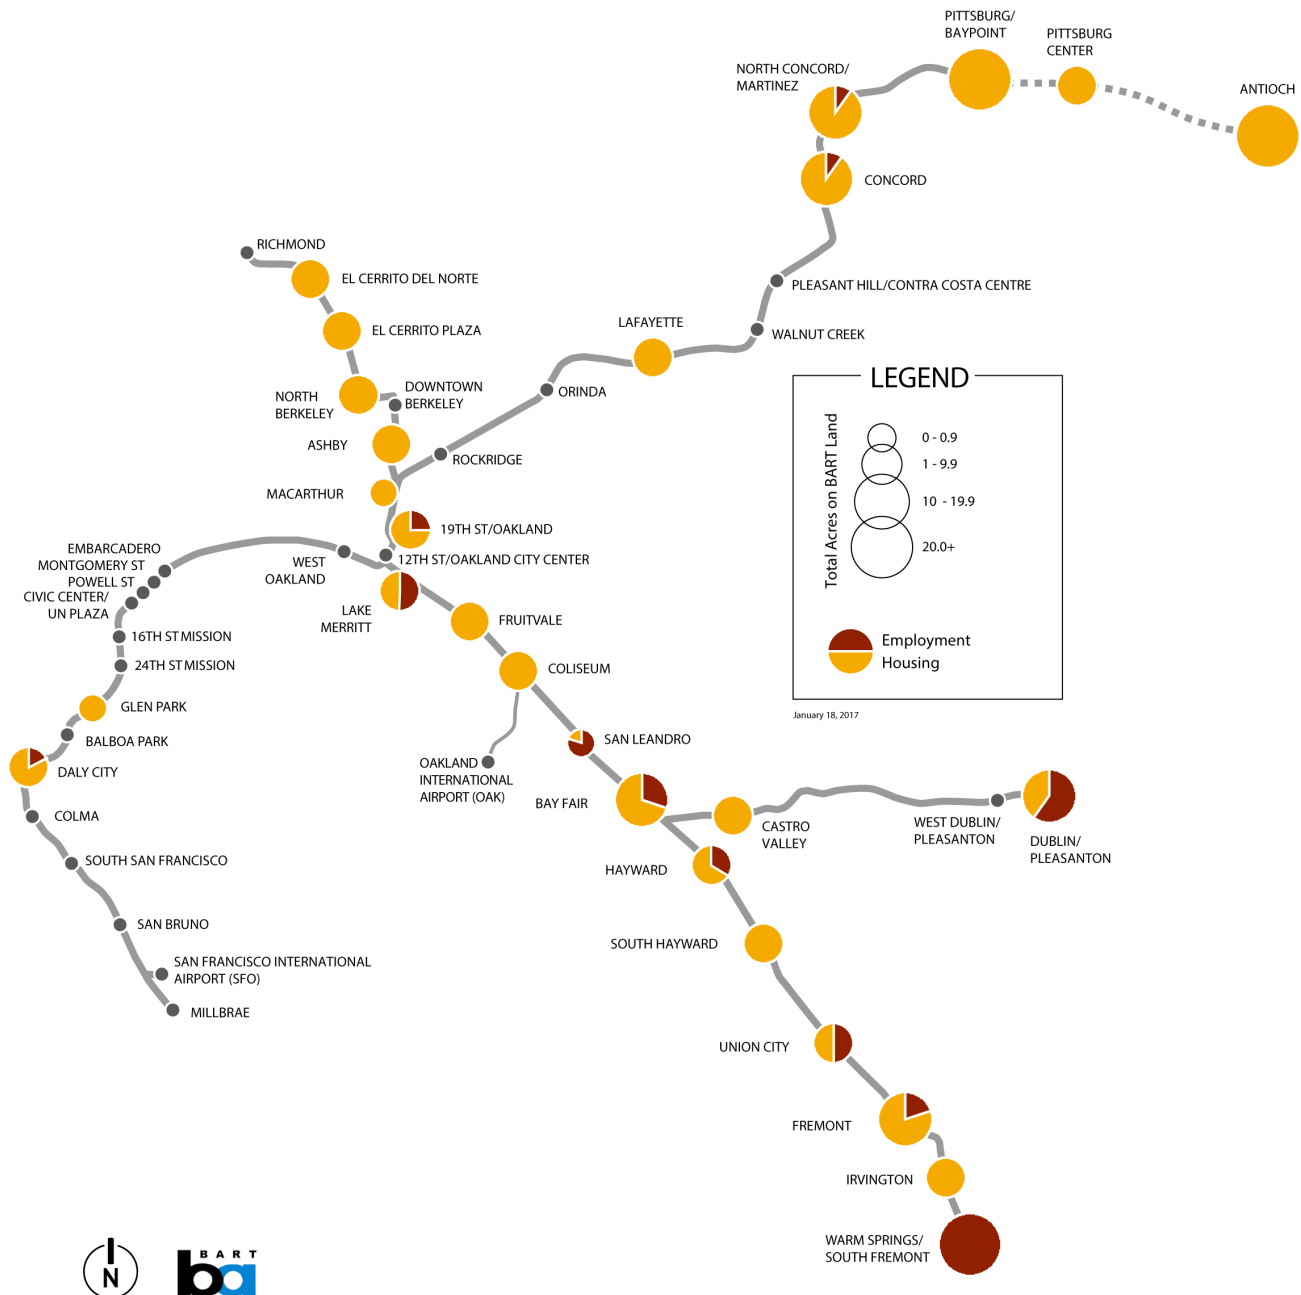 PITTSBURG/
BAYPOINT
PITTSBURG
CENTER
NORTH CONCORD/
MARTINEZ
ANTIOCH
CONCORD
RICHMOND
EL CERRITO DEL NORTE
PLEASANT HILL/CONTRA COSTA CENTRE
LAFAYETTE
EL CERRITO PLAZA
WALNUT CREEK
DOWNTOWN
BERKELEY
NORTH
BERKELEY
ORINDA
ASHBY
ROCKRIDGE
MACARTHUR
19TH ST/OAKLAND
EMBARCADERO
MONTGOMERY ST
POWELL ST
CIVIC CENTER/
UN PLAZA
WEST
OAKLAND
12TH ST/OAKLAND CITY CENTER
LAKE
MERRITT
FRUITVALE
16TH ST MISSION
24TH ST MISSION
COLISEUM
GLEN PARK
BALBOA PARK
DALY CITY
OAKLAND
INTERNATIONAL
AIRPORT (OAK)
SAN LEANDRO
BAY FAIR
COLMA
CASTRO
VALLEY
WEST DUBLIN/
PLEASANTON
DUBLIN/
PLEASANTON
SOUTH SAN FRANCISCO
HAYWARD
SAN BRUNO
SOUTH HAYWARD
SAN FRANCISCO INTERNATIONAL
AIRPORT (SFO)
MILLBRAE
UNION CITY
FREMONT
IRVINGTON
WARM SPRINGS/
SOUTH FREMONT
LEGEND
Total Acres on BART Land
0 - 0.9
1 - 9.9
10 - 19.9
20.0+
Employment
Housing
January 18, 2017
N
BART
ba